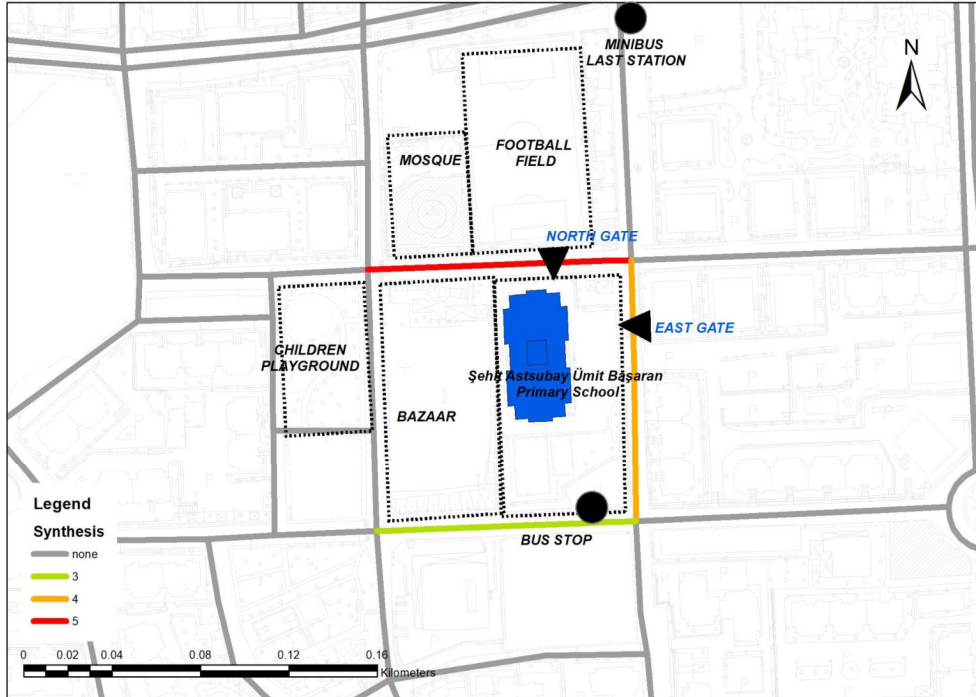 MINIBUS
LAST STATION
N
MOSQUE
FOOTBALL
FIELD
NORTH GATE
EAST GATE
CHILDREN
PLAYGROUND
Şehit Astsubay Ümit Başaran
Primary School
BAZAAR
BUS STOP
Legend
Synthesis
none
3
4
5
0 0.02 0.04 0.08 0.12 0.16
Kilometers